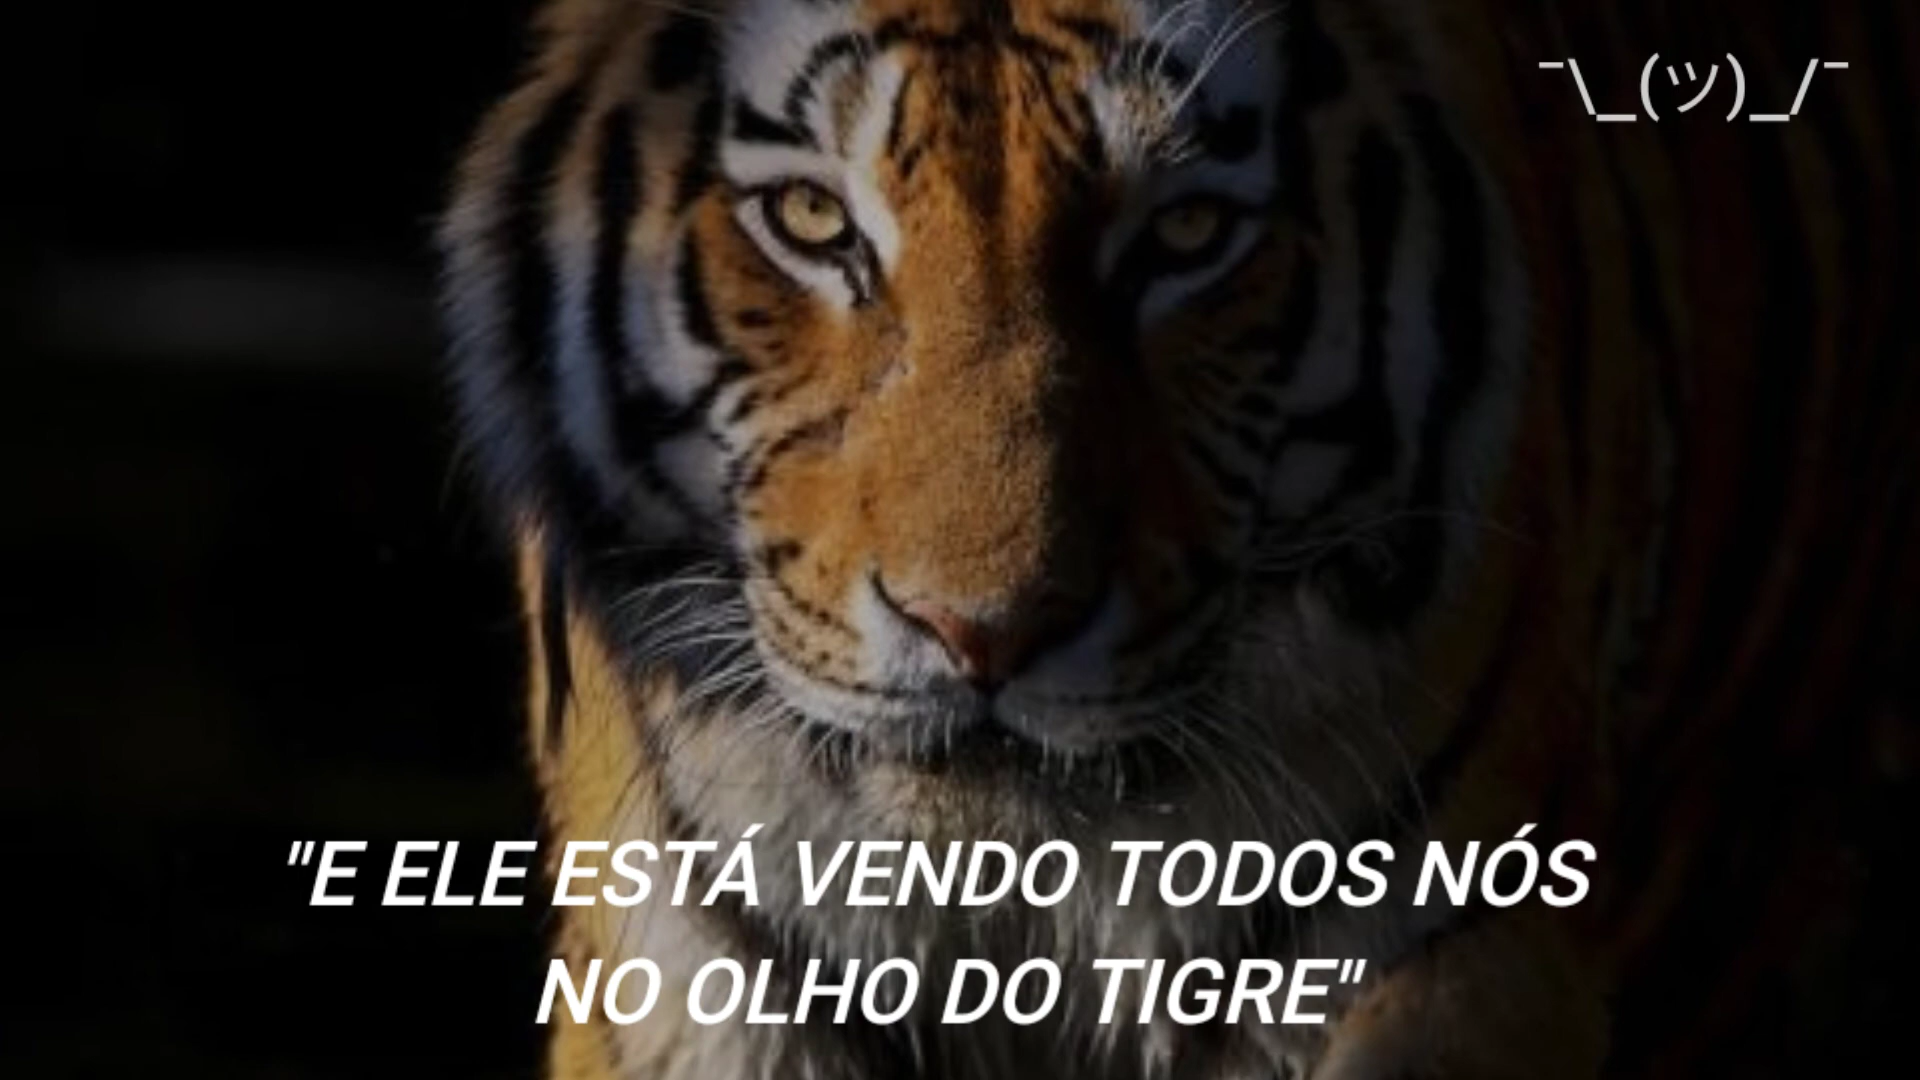 ¯\_(ツ)_/¯
"E ELE ESTÁ VENDO TODOS NÓS
NO OLHO DO TIGRE"